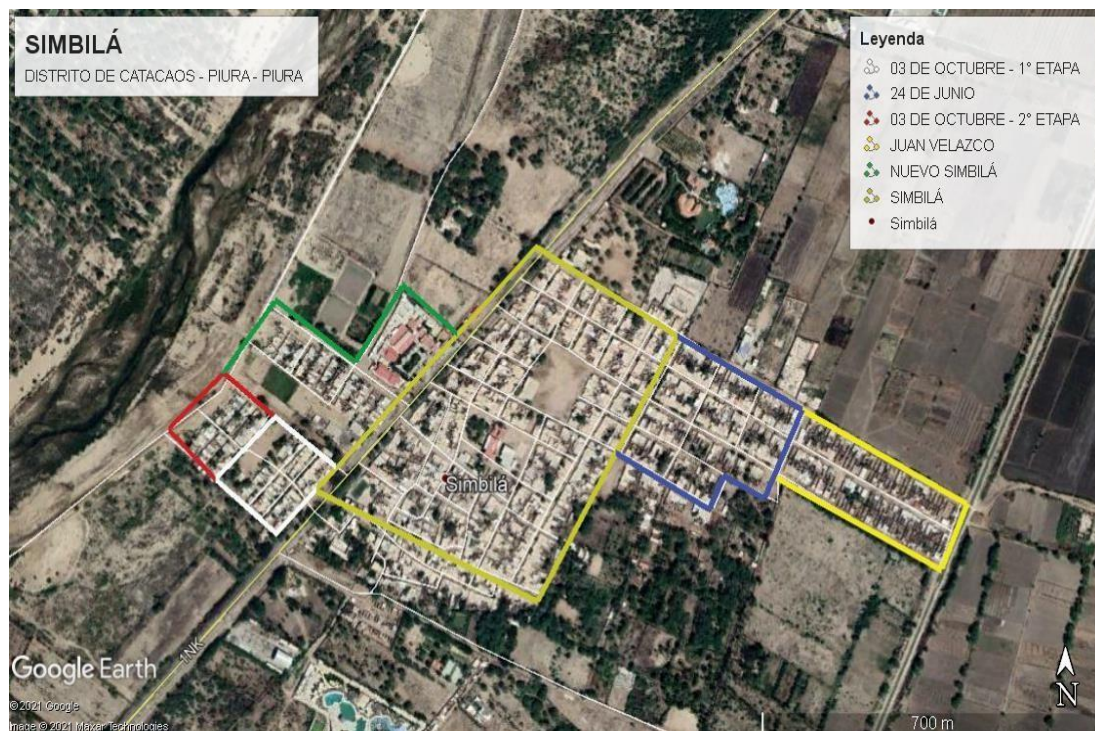 SIMBILÁ
DISTRITO DE CATACAOS - PIURA - PIURA
Leyenda
03 DE OCTUBRE - 1° ETAPA
24 DE JUNIO
03 DE OCTUBRE - 2° ETAPA
JUAN VELAZCO
NUEVO SIMBILÁ
SIMBILÁ
Simbilá
Simbilá
1NK
Google Earth
©2021 Google
Image © 2021 Maxar Technologies
700 m
N